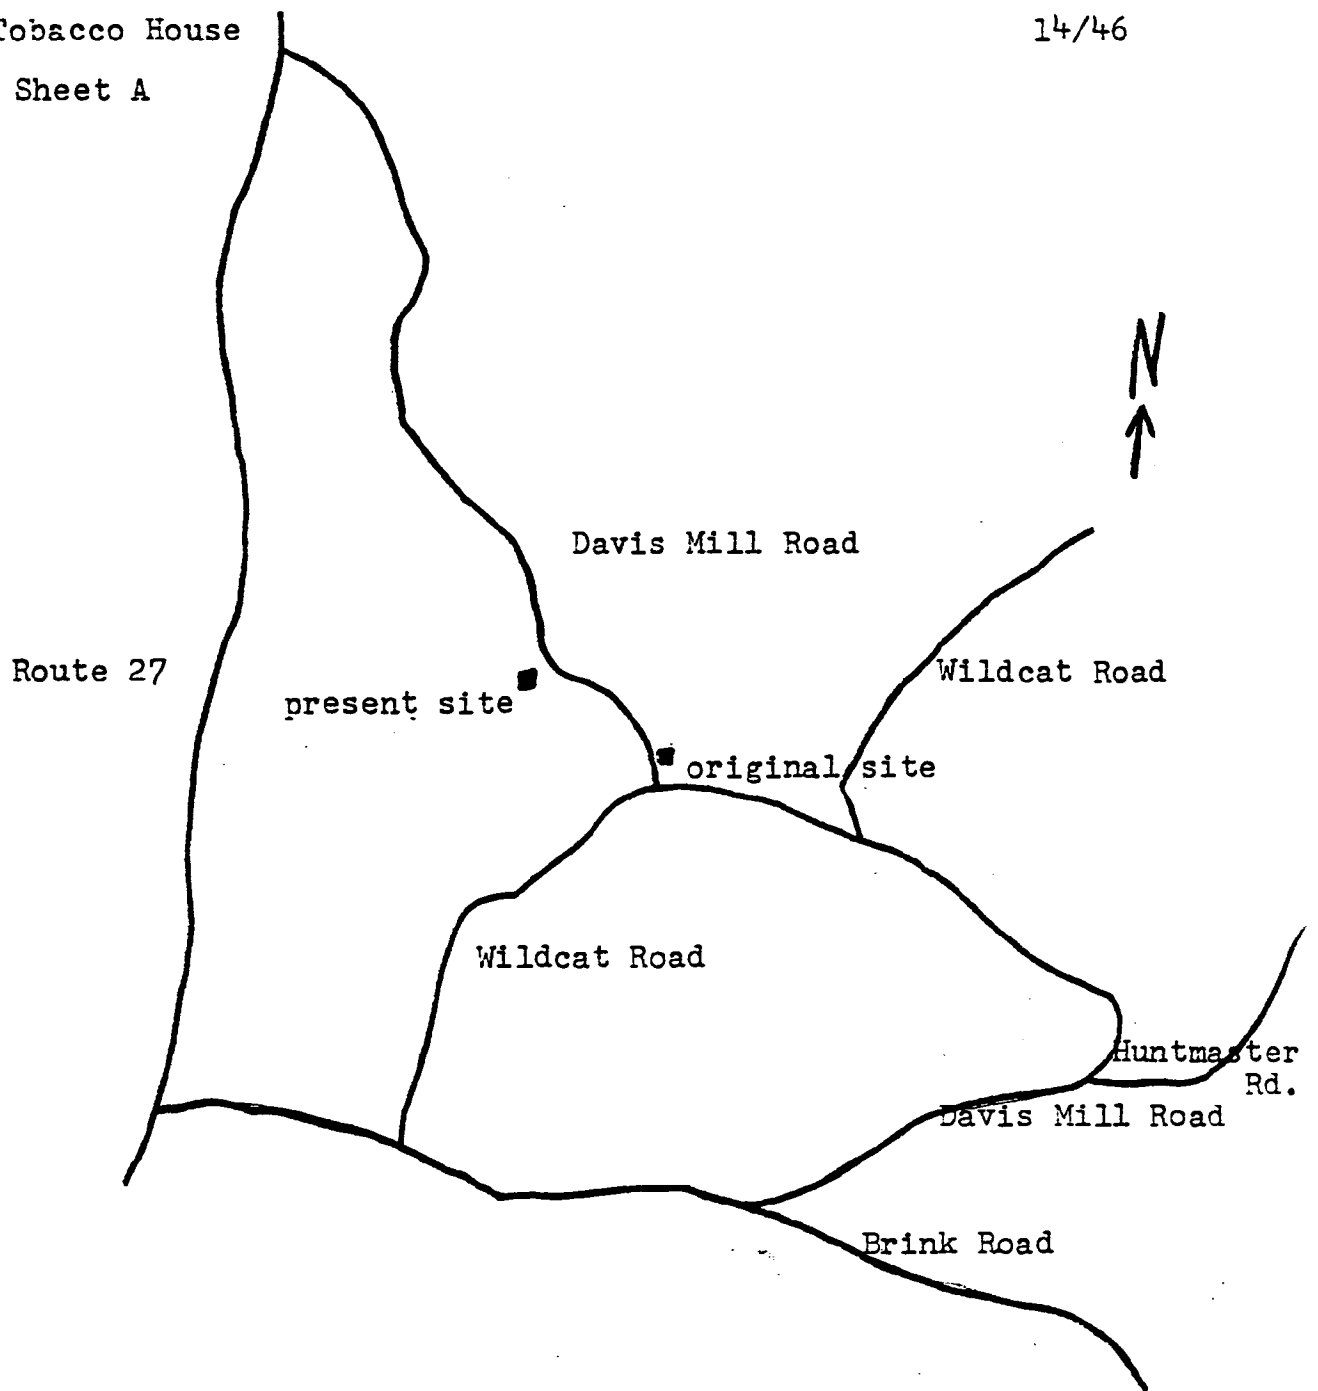 Tobacco House
14/46
Sheet A
N
Davis Mill Road
Route 27
Wildcat Road
present site
original site
Wildcat Road
Huntmaster
Rd.
Davis Mill Road
Brink Road